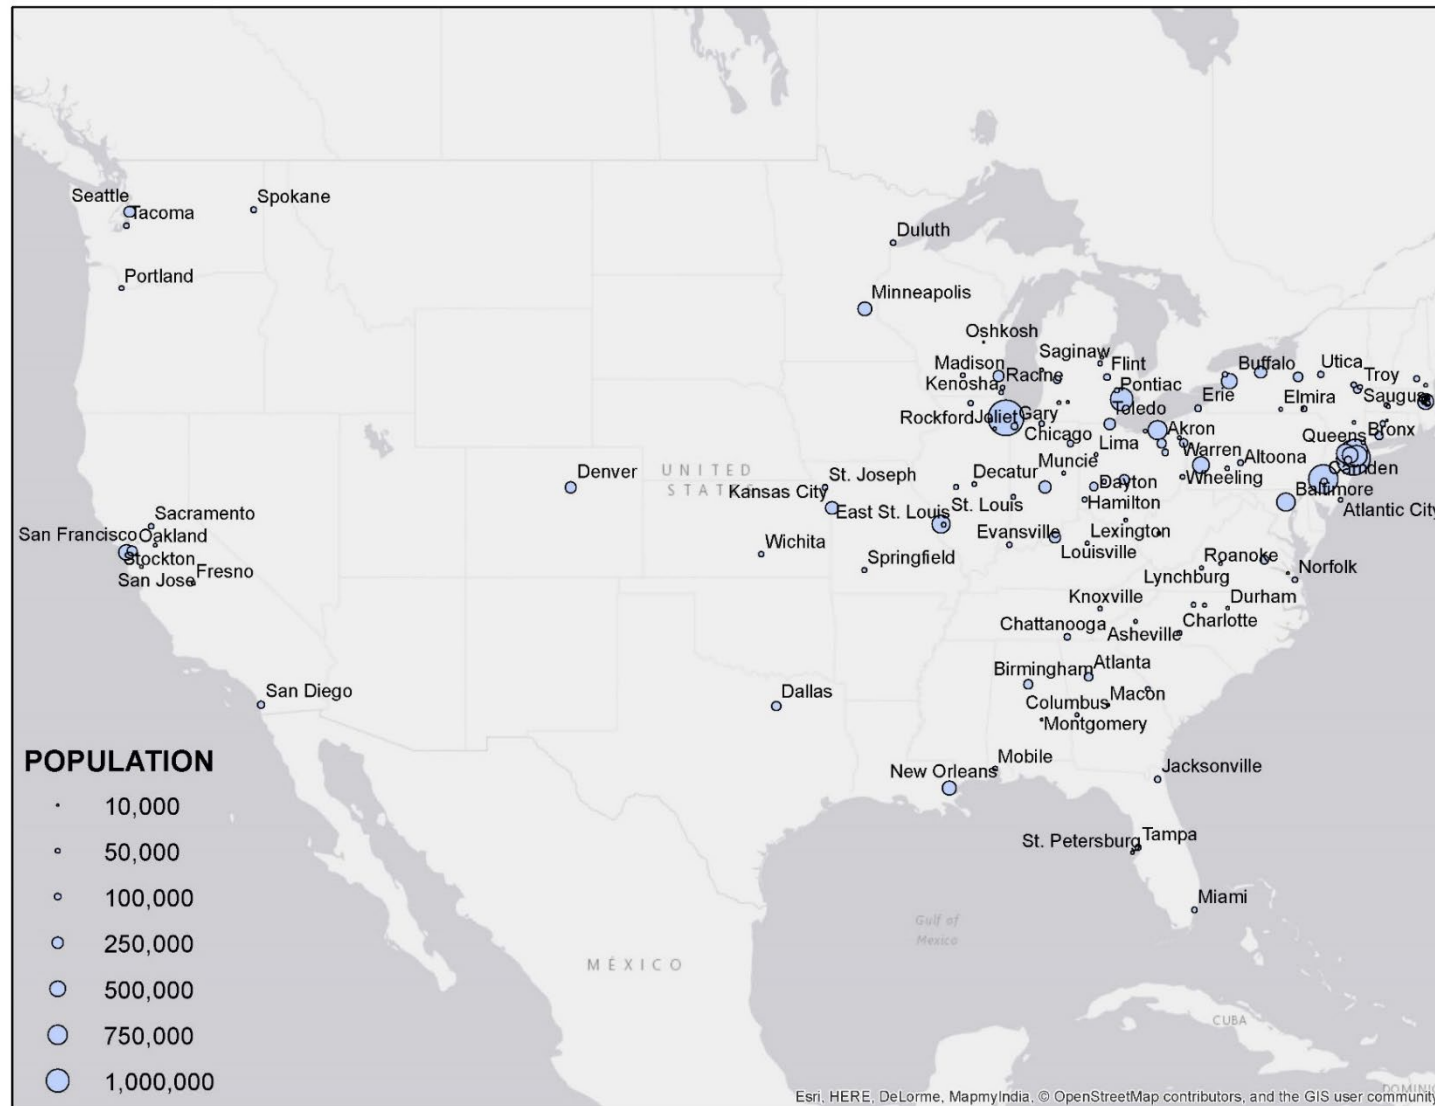 Seattle
Tacoma
Spokane
Portland
Duluth
Minneapolis
Oshkosh
Saginaw
Madison
Racine
Flint
Buffalo
Utica
Troy
Kenosha
Pontiac
Erie
Elmira
Saugus
Rockford
Joliet
Gary
Toledo
Chicago
Lima
Akron
Queens
Bronx
Warren
Altoona
Camden
Denver
UNITED
STATES
St. Joseph
Decatur
Muncie
Dayton
Wheeling
Kansas City
Baltimore
Atlantic City
East St. Louis
St. Louis
Hamilton
Sacramento
San Francisco
Oakland
Stockton
San Jose
Fresno
Wichita
Springfield
Evansville
Lexington
Louisville
Roanoke
Norfolk
Lynchburg
Knoxville
Durham
Chattanooga
Asheville
Charlotte
Birmingham
Atlanta
San Diego
Dallas
Columbus
Macon
Montgomery
Mobile
New Orleans
Jacksonville
St. Petersburg
Tampa
Miami
Gulf of
Mexico
MÉXICO
CUBA
POPULATION
10,000
50,000
100,000
250,000
500,000
750,000
1,000,000
Esri, HERE, DeLorme, MapmyIndia, © OpenStreetMap contributors, and the GIS user community